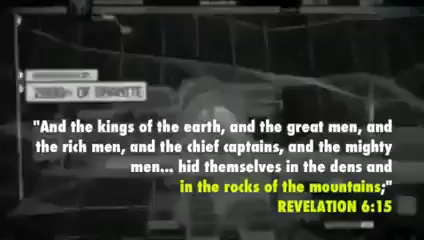 "And the kings of the earth, and the great men, and
the rich men, and the chief captains, and the mighty
men... hid themselves in the dens and
in the rocks of the mountains;"
REVELATION 6:15